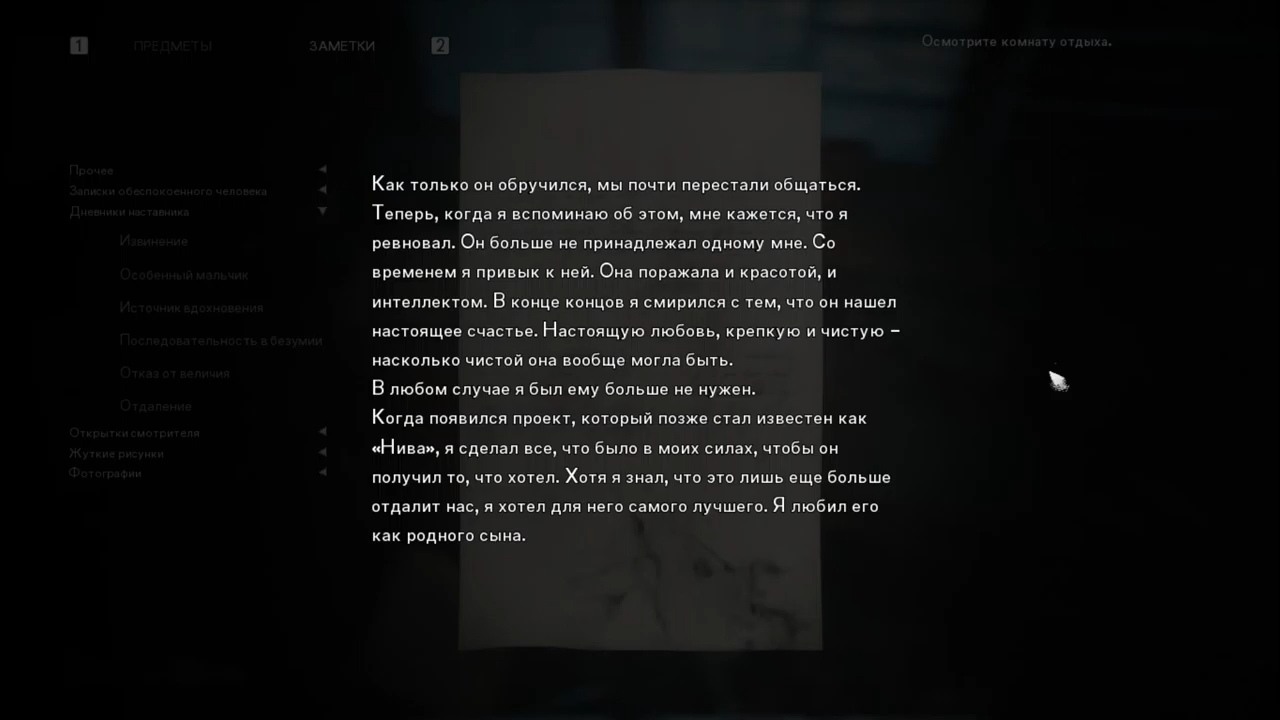 1 ПРЕДМЕТЫ ЗАМЕТКИ 2
Осмотрите комнату отдыха.
Прочее
Записки обеспокоенного человека
Дневники наставника
Извинение
Особенный мальчик
Источник вдохновения
Последовательность в безумии
Отказ от величия
Отдаление
Открытки смотрителя
Жуткие рисунки
Фотографии
Как только он обручился, мы почти перестали общаться.
Теперь, когда я вспоминаю об этом, мне кажется, что я
ревновал. Он больше не принадлежал одному мне. Со
временем я привык к ней. Она поражала и красотой, и
интеллектом. В конце концов я смирился с тем, что он нашел
настоящее счастье. Настоящую любовь, крепкую и чистую –
насколько чистой она вообще могла быть.
В любом случае я был ему больше не нужен.
Когда появился проект, который позже стал известен как
«Нива», я сделал все, что было в моих силах, чтобы он
получил то, что хотел. Хотя я знал, что это лишь еще больше
отдалит нас, я хотел для него самого лучшего. Я любил его
как родного сына.